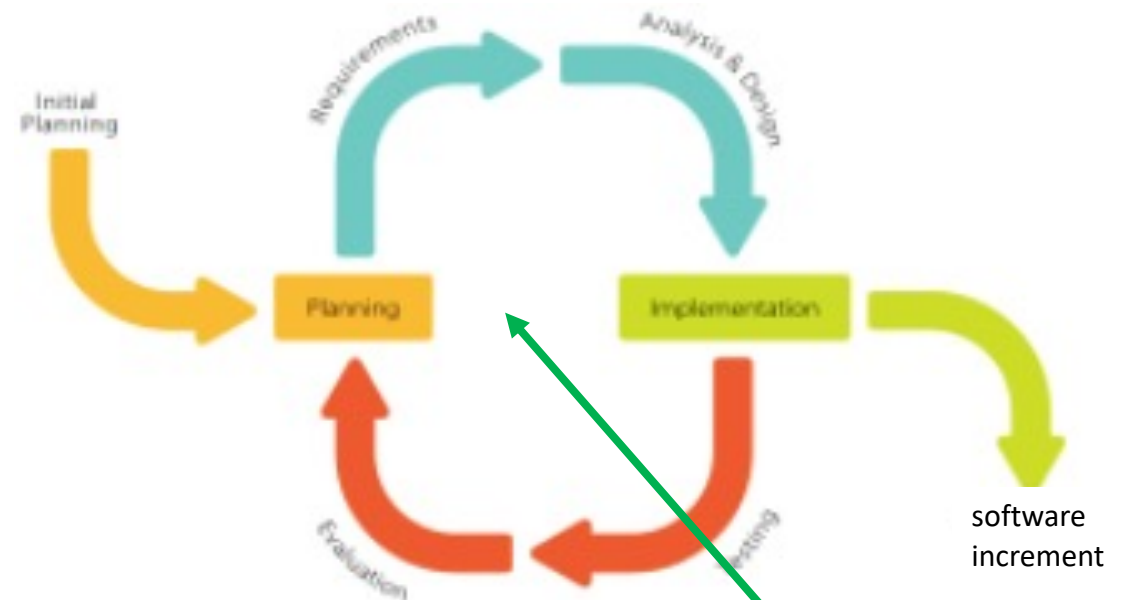 Initial
Planning
Requirements
Analysis & Design
Planning
Implementation
Evaluation
Testing
software
increment